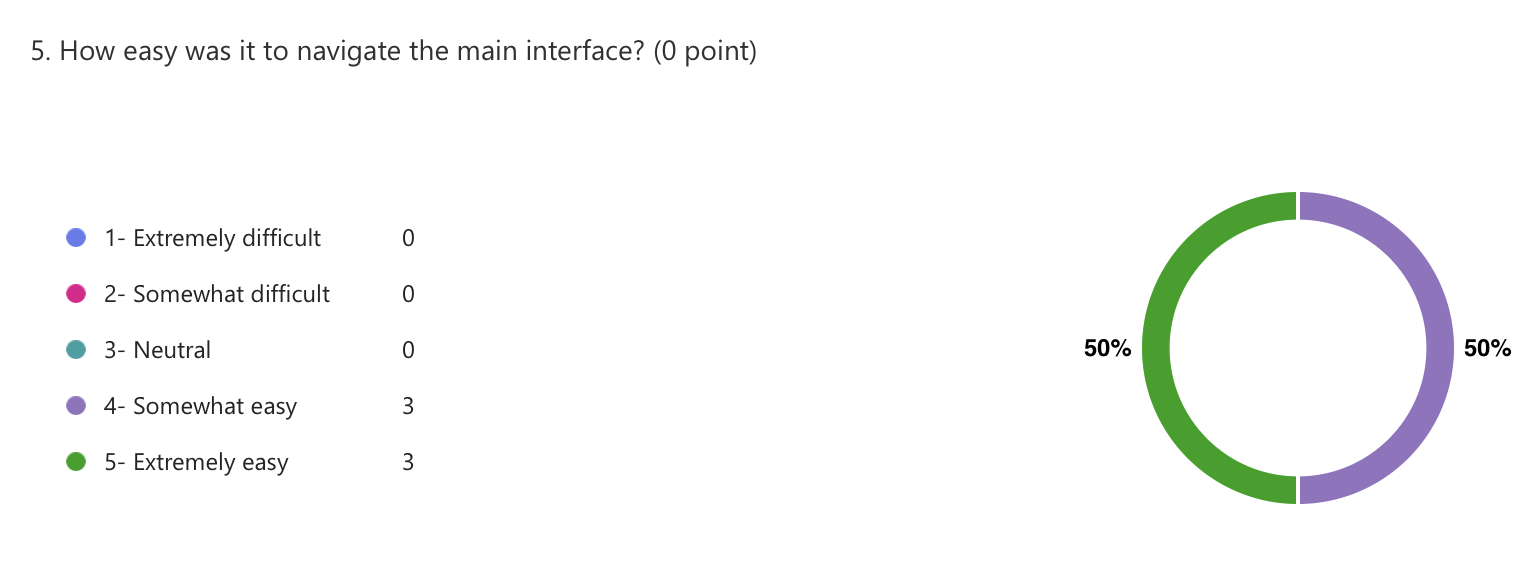 5. How easy was it to navigate the main interface? (0 point)
1- Extremely difficult 0
2- Somewhat difficult 0
3- Neutral 0
4- Somewhat easy 3
5- Extremely easy 3
50% 50%